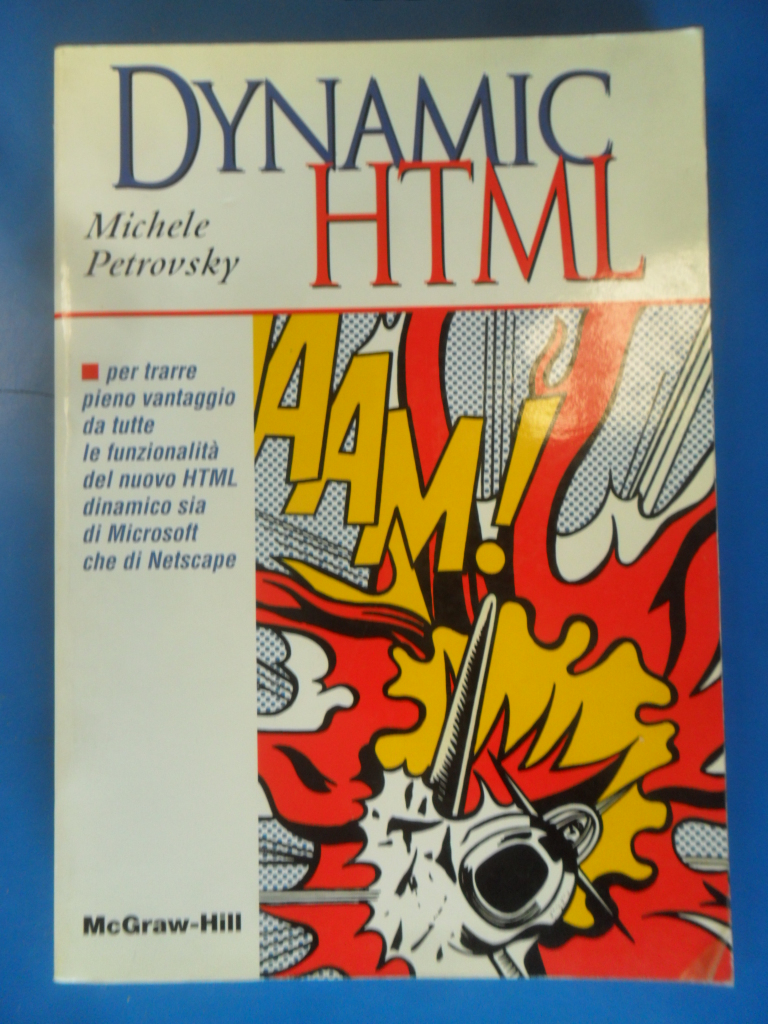 DYNAMIC
HTML
Michele
Petrovsky
per trarre
pieno vantaggio
da tutte
le funzionalità
del nuovo HTML
dinamico sia
di Microsoft
che di Netscape
AAM!
McGraw-Hill